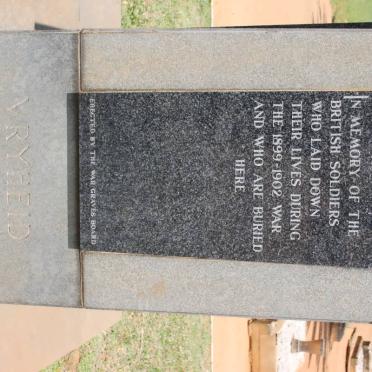 IN MEMORY OF THE
BRITISH SOLDIERS
WHO LAID DOWN
THEIR LIVES DURING
THE 1899-1902 WAR
AND WHO ARE BURIED
HERE
ERECTED BY THE WAR GRAVES BOARD
VRYHEID